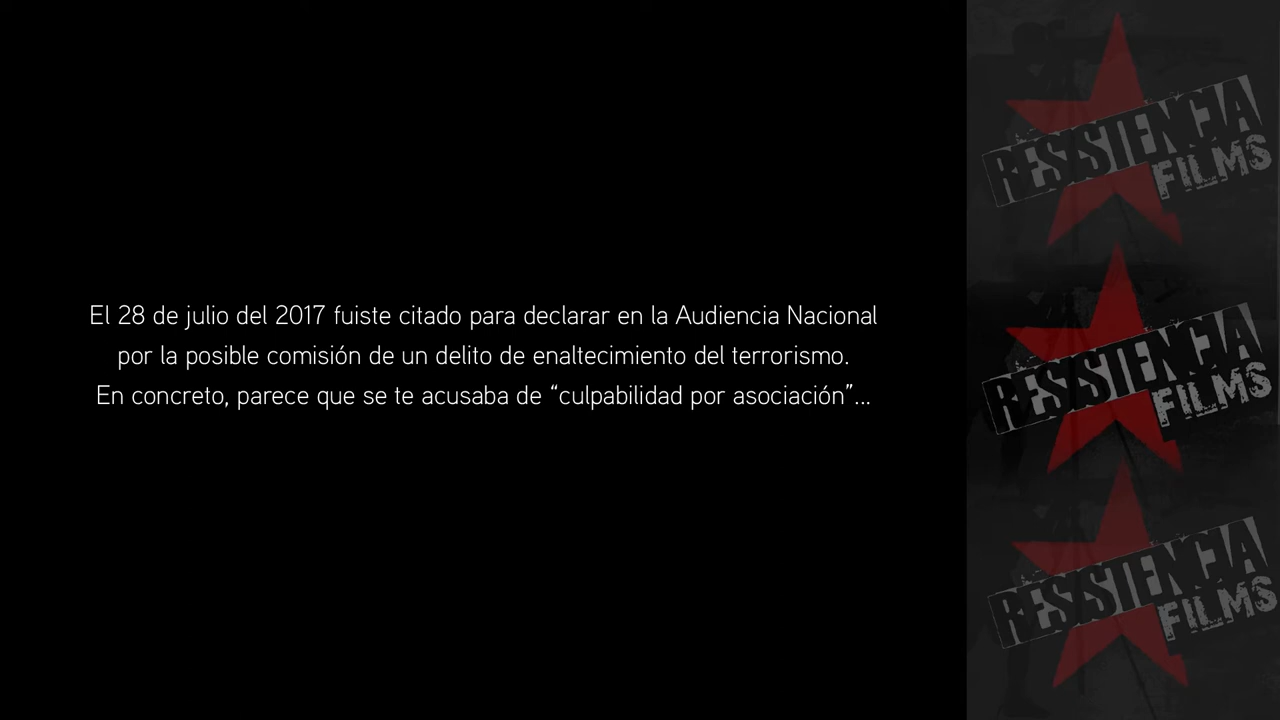 El 28 de julio del 2017 fuiste citado para declarar en la Audiencia Nacional
por la posible comisión de un delito de enaltecimiento del terrorismo.
En concreto, parece que se te acusaba de “culpabilidad por asociación”...
RESISTENCIA
FILMS
RESISTENCIA
FILMS
RESISTENCIA
FILMS